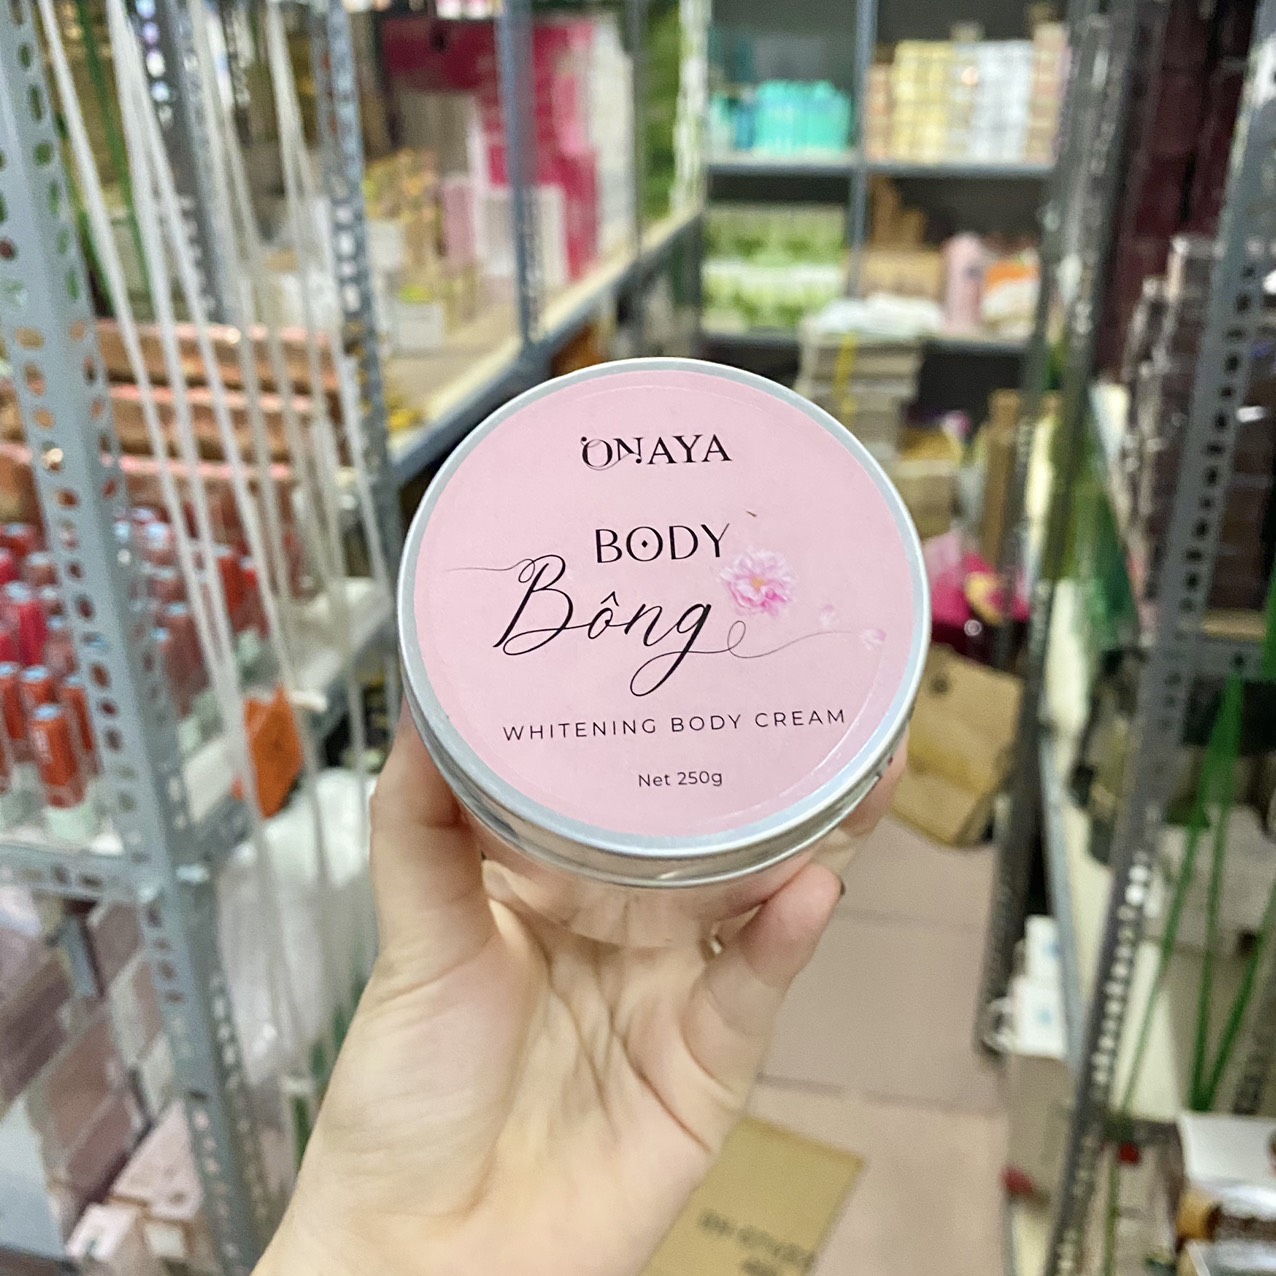 ONAYA
BODY
Bông
WHITENING BODY CREAM
Net 250g